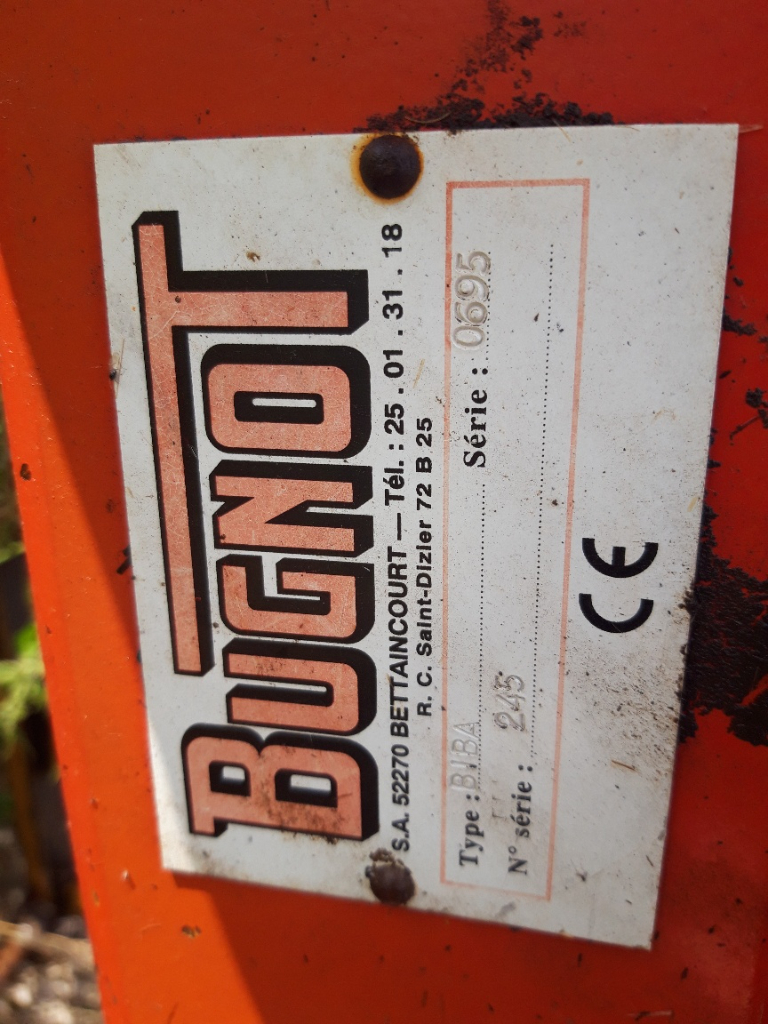 BUGNOT
S.A. 52270 BETTAINCOURT — Tél. : 25 . 01 . 31 . 18
R. C. Saint-Dizier 72 B 25
Type : BIBA Série : 0695
N° série : 245
CE